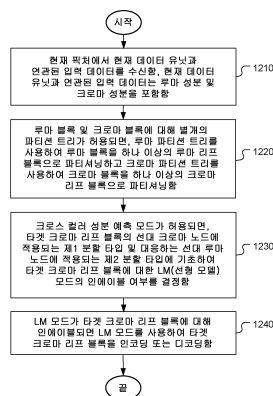 시작
현재 픽처에서 현재 데이터 유닛과
연관된 입력 데이터를 수신함, 현재 데이터
유닛과 연관된 입력 데이터는 루마 성분 및
크로마 성분을 포함함
1210
루마 블록 및 크로마 블록에 대해 별개의
파티션 트리가 허용되면, 루마 파티션 트리를
사용하여 루마 블록을 하나 이상의 루마 리프
블록으로 파티셔닝하고 크로마 파티션 트리를
사용하여 크로마 블록을 하나 이상의 크로마
리프 블록으로 파티셔닝함
1220
크로스 컬러 성분 예측 모드가 허용되면, 타겟
크로마 리프 블록의 선대 크로마 노드에
적용되는 제1 분할 타입 및 대응하는 선대 루마
노드에 적용되는 제2 분할 타입에 기초하여
타겟 크로마 리프 블록에 대한 LM(선형 모델)
모드의 인에이블 여부를 결정함
1230
LM 모드가 타겟 크로마 리프 블록에 대해
인에이블되면 LM 모드를 사용하여 타겟
크로마 리프 블록을 인코딩 또는 디코딩함
1240
끝